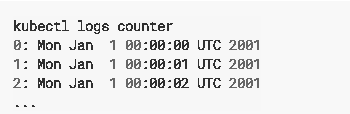 kubectl logs counter
0: Mon Jan  1 00:00:00 UTC 2001
1: Mon Jan  1 00:00:01 UTC 2001
2: Mon Jan  1 00:00:02 UTC 2001
...